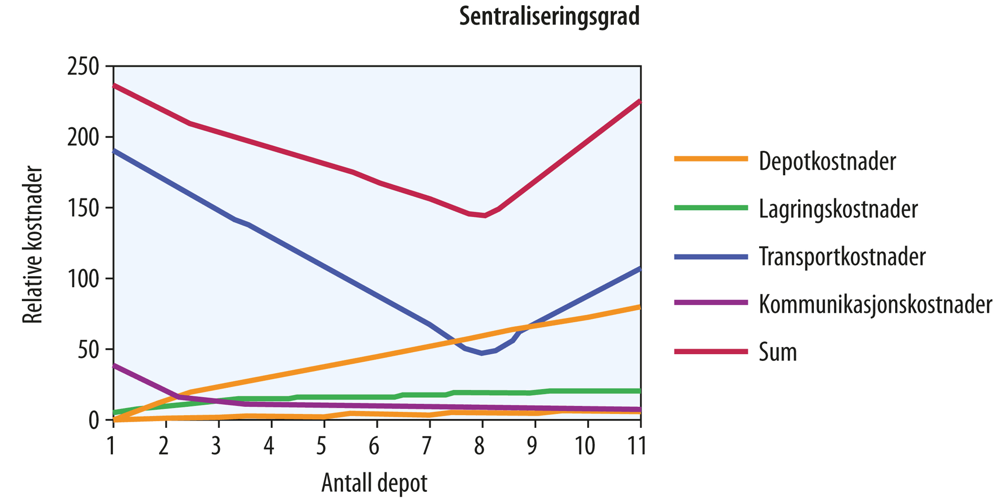 Sentraliseringsgrad
250
200
150
100
50
0
Relative kostnader
1 2 3 4 5 6 7 8 9 10 11
Antall depot
Depotkostnader
Lagringskostnader
Transportkostnader
Kommunikasjonskostnader
Sum